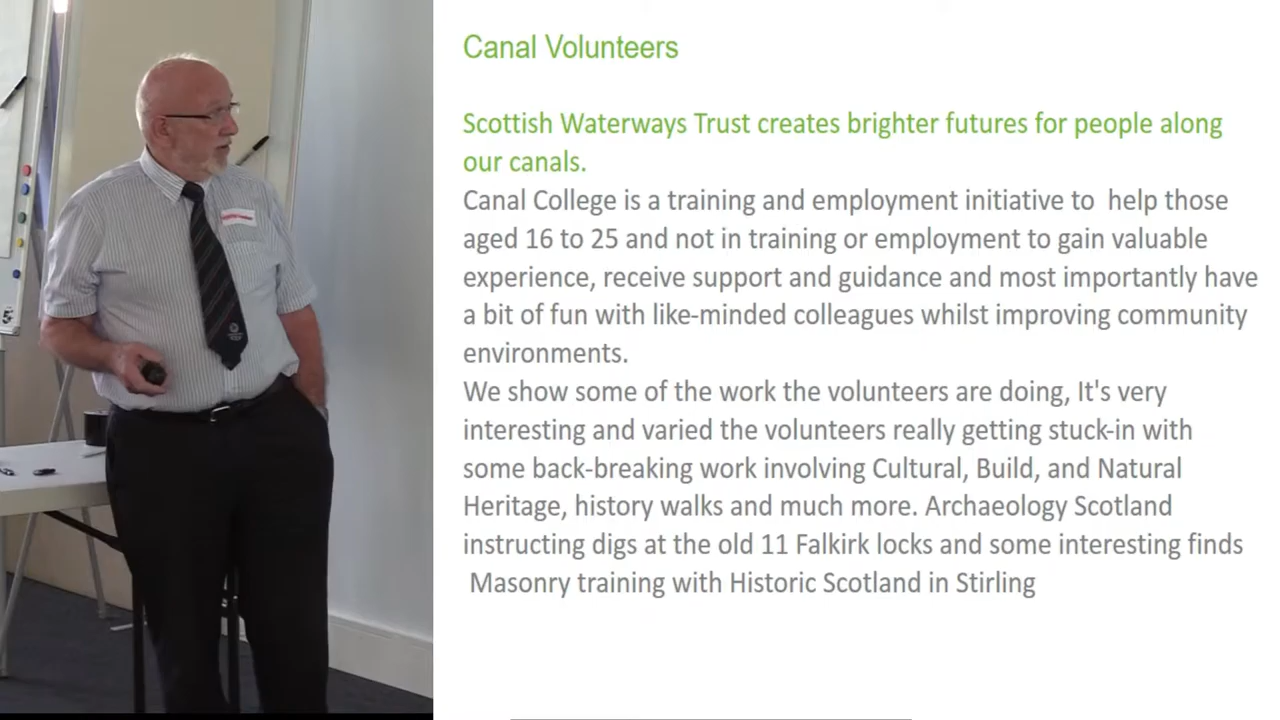 Canal Volunteers
Scottish Waterways Trust creates brighter futures for people along
our canals.
Canal College is a training and employment initiative to  help those
aged 16 to 25 and not in training or employment to gain valuable
experience, receive support and guidance and most importantly have
a bit of fun with like-minded colleagues whilst improving community
environments.
We show some of the work the volunteers are doing, It's very
interesting and varied the volunteers really getting stuck-in with
some back-breaking work involving Cultural, Build, and Natural
Heritage, history walks and much more. Archaeology Scotland
instructing digs at the old 11 Falkirk locks and some interesting finds
Masonry training with Historic Scotland in Stirling